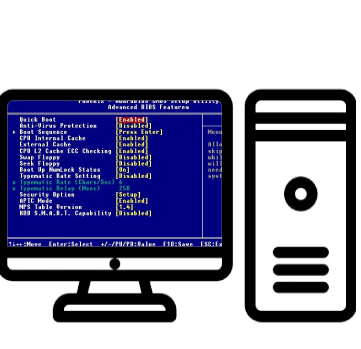 Phoenix - AwardBIOS CMOS Setup Utility
Advanced BIOS Features
Quick Boot [Enabled]
Anti-Virus Protection [Disabled]
Boot Sequence [Press Enter] Menu
CPU Internal Cache [Enabled]
External Cache [Enabled] Allo
CPU L2 Cache ECC Checking [Enabled] skip
Swap Floppy [Disabled] whil
Seek Floppy [Disabled] will
Boot Up NumLock Status [On] need
Typematic Rate Setting [Disabled] syst
x Typematic Rate (Chars/Sec) 6
x Typematic Delay (Msec) 250
Security Option [Setup]
APIC Mode [Enabled]
MPS Table Version [1.4]
HDD S.M.A.R.T. Capability [Disabled]
↑↓↔:Move Enter:Select +/-/PU/PD:Value F10:Save ESC:Ex